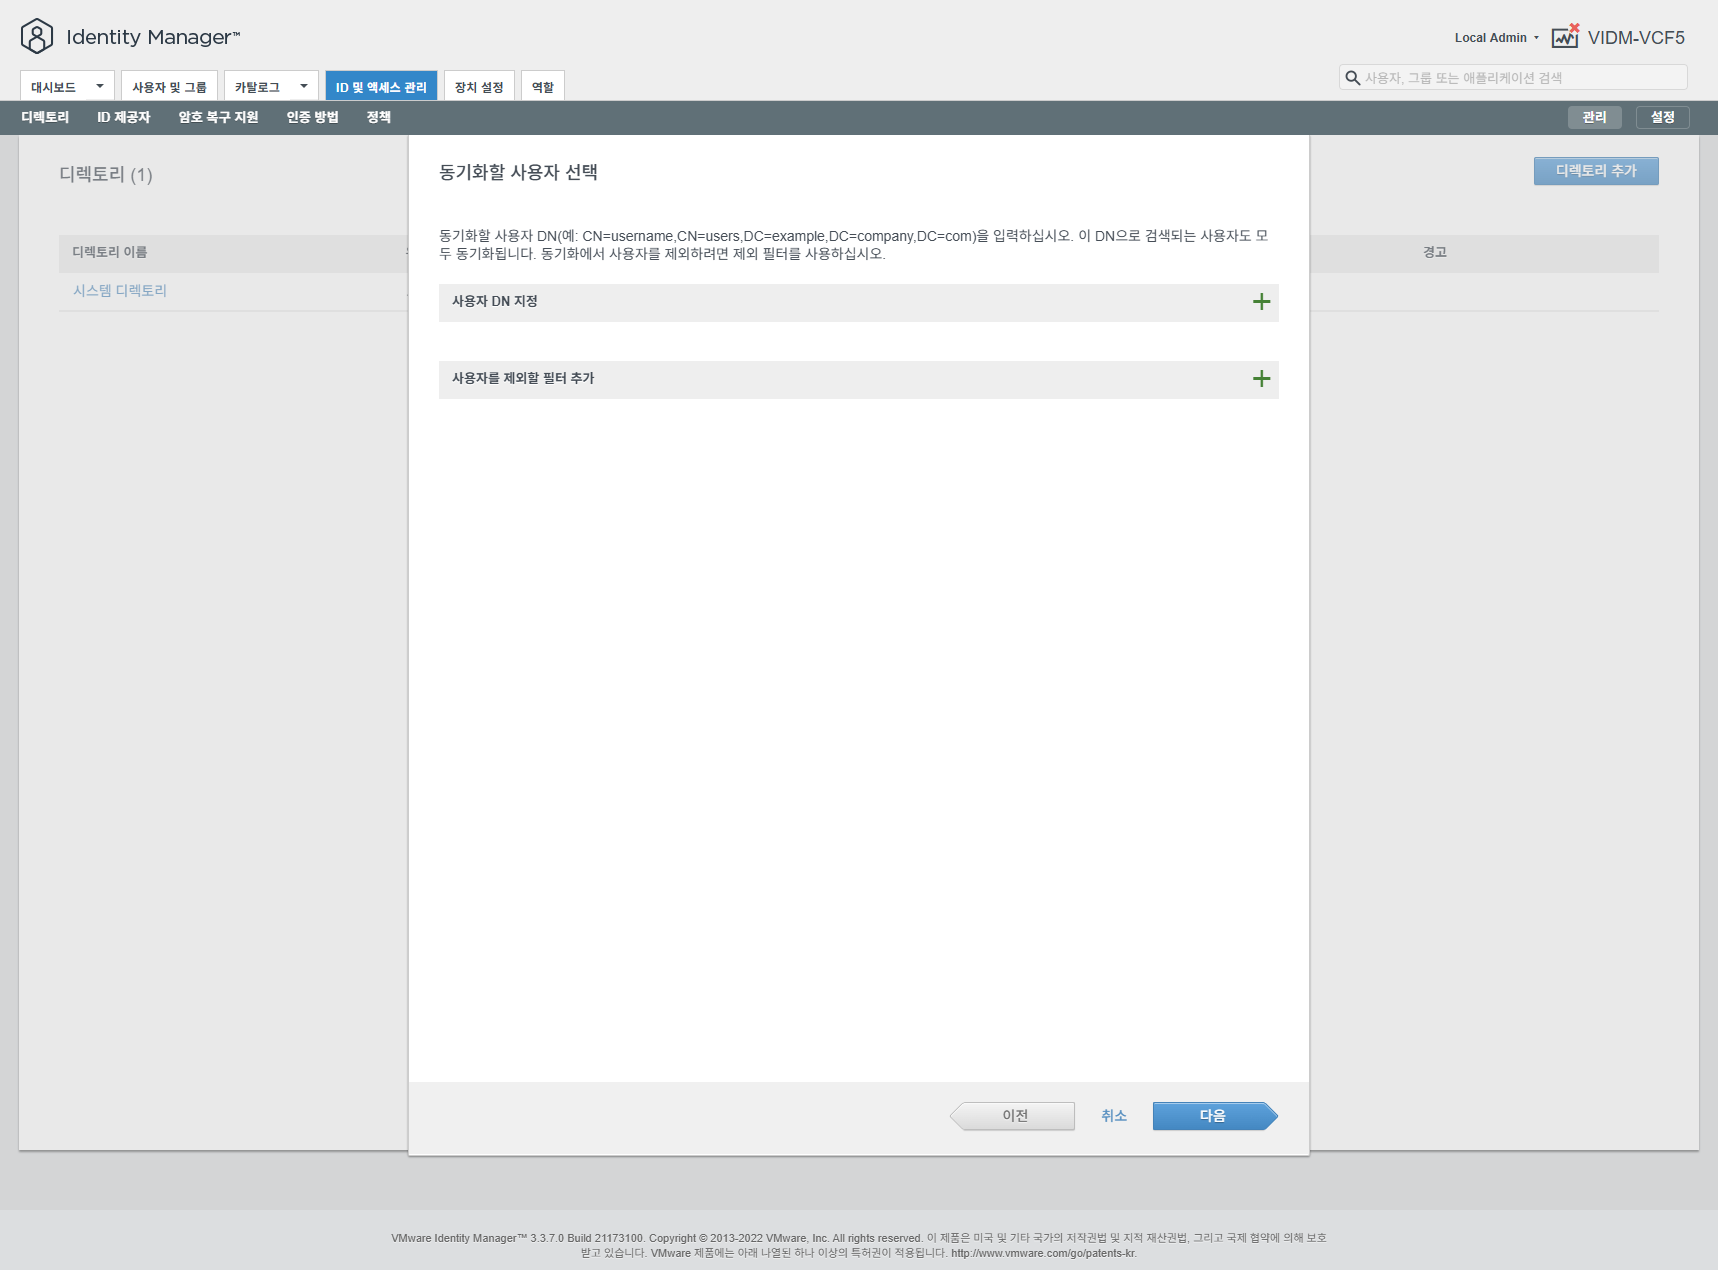 Identity Manager™
Local Admin
VIDM-VCF5
대시보드
사용자 및 그룹
카탈로그
ID 및 액세스 관리
장치 설정
역할
사용자, 그룹 또는 애플리케이션 검색
디렉토리
ID 제공자
암호 복구 지원
인증 방법
정책
관리
설정
디렉토리 (1)
디렉토리 추가
디렉토리 이름
경고
시스템 디렉토리
동기화할 사용자 선택
동기화할 사용자 DN(예: CN=username,CN=users,DC=example,DC=company,DC=com)을 입력하십시오. 이 DN으로 검색되는 사용자도 모
두 동기화됩니다. 동기화에서 사용자를 제외하려면 제외 필터를 사용하십시오.
사용자 DN 지정
사용자를 제외할 필터 추가
이전
취소
다음
VMware Identity Manager™ 3.3.7.0 Build 21173100. Copyright © 2013-2022 VMware, Inc. All rights reserved. 이 제품은 미국 및 기타 국가의 저작권법 및 지적 재산권법, 그리고 국제 협약에 의해 보호
받고 있습니다. VMware 제품에는 아래 나열된 하나 이상의 특허권이 적용됩니다. http://www.vmware.com/go/patents-kr.